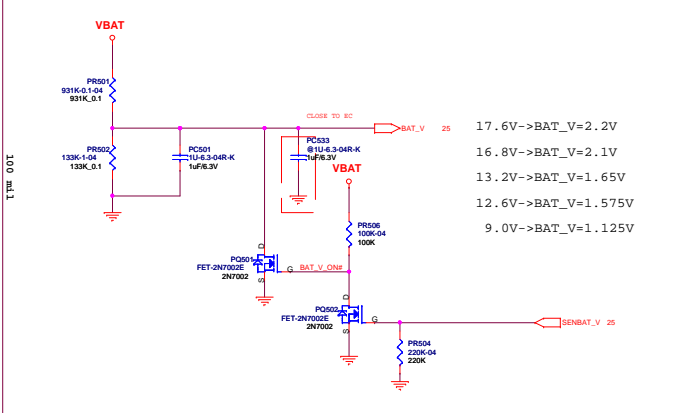 VBAT
PR501
931K-0.1-04
931K_0.1
CLOSE TO EC
BAT_V 25
17.6V->BAT_V=2.2V
PR502
133K-1-04
133K_0.1
PC501
1U-6.3-04R-K
1uF/6.3V
PC533
@1U-6.3-04R-K
1uF/6.3V
16.8V->BAT_V=2.1V
100 mil
VBAT
13.2V->BAT_V=1.65V
12.6V->BAT_V=1.575V
9.0V->BAT_V=1.125V
PR506
100K-04
100K
D
PQ501
FET-2N7002E
2N7002
G
S
BAT_V_ON#
D
PQ502
FET-2N7002E
2N7002
G
S
SENBAT_V 25
PR504
220K-04
220K